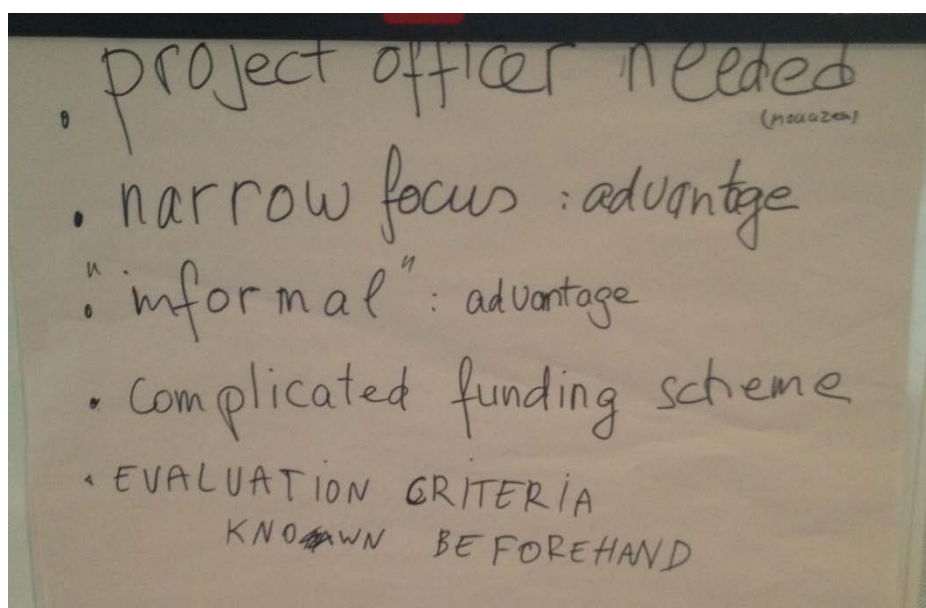 • project officer needed
• narrow focus : advantage
• "informal" : advantage
• complicated funding scheme
• EVALUATION CRITERIA
KNOWN BEFOREHAND